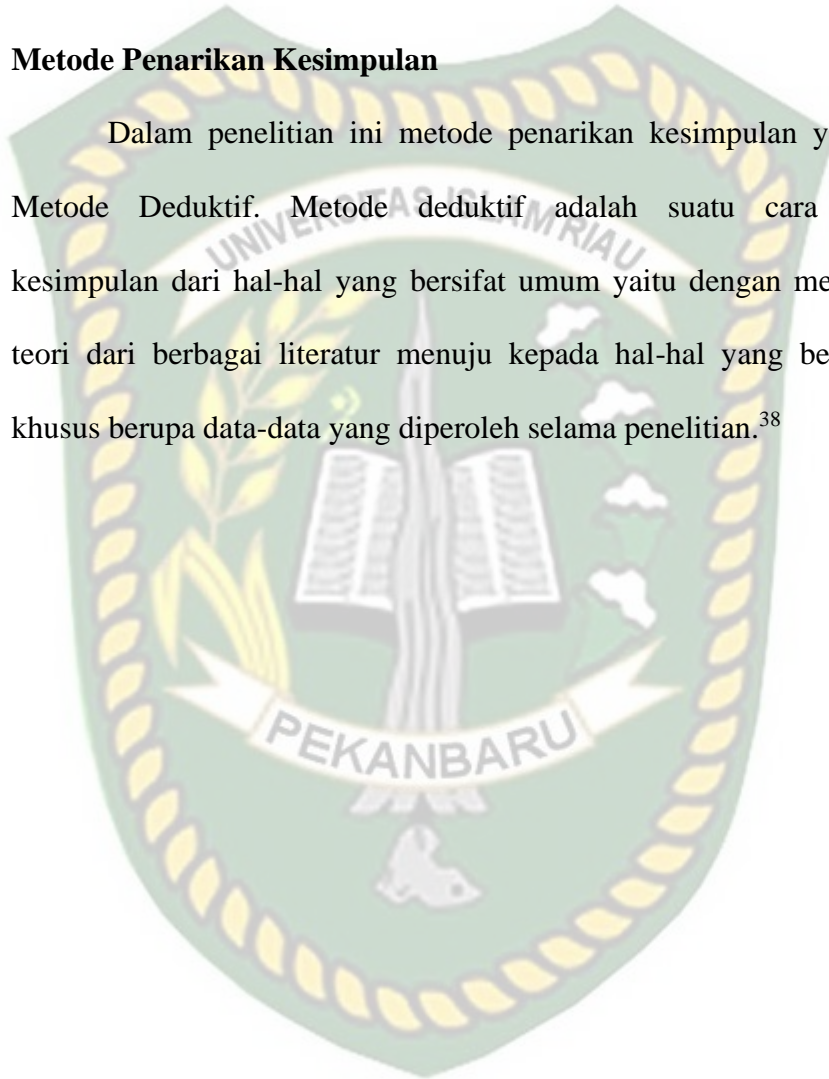 Metode Penarikan Kesimpulan
Dalam penelitian ini metode penarikan kesimpulan y
Metode Deduktif. Metode deduktif adalah suatu cara
UNIVERSITAS ISLAM RIAU
kesimpulan dari hal-hal yang bersifat umum yaitu dengan me
teori dari berbagai literatur menuju kepada hal-hal yang be
khusus berupa data-data yang diperoleh selama penelitian.38
PEKANBARU